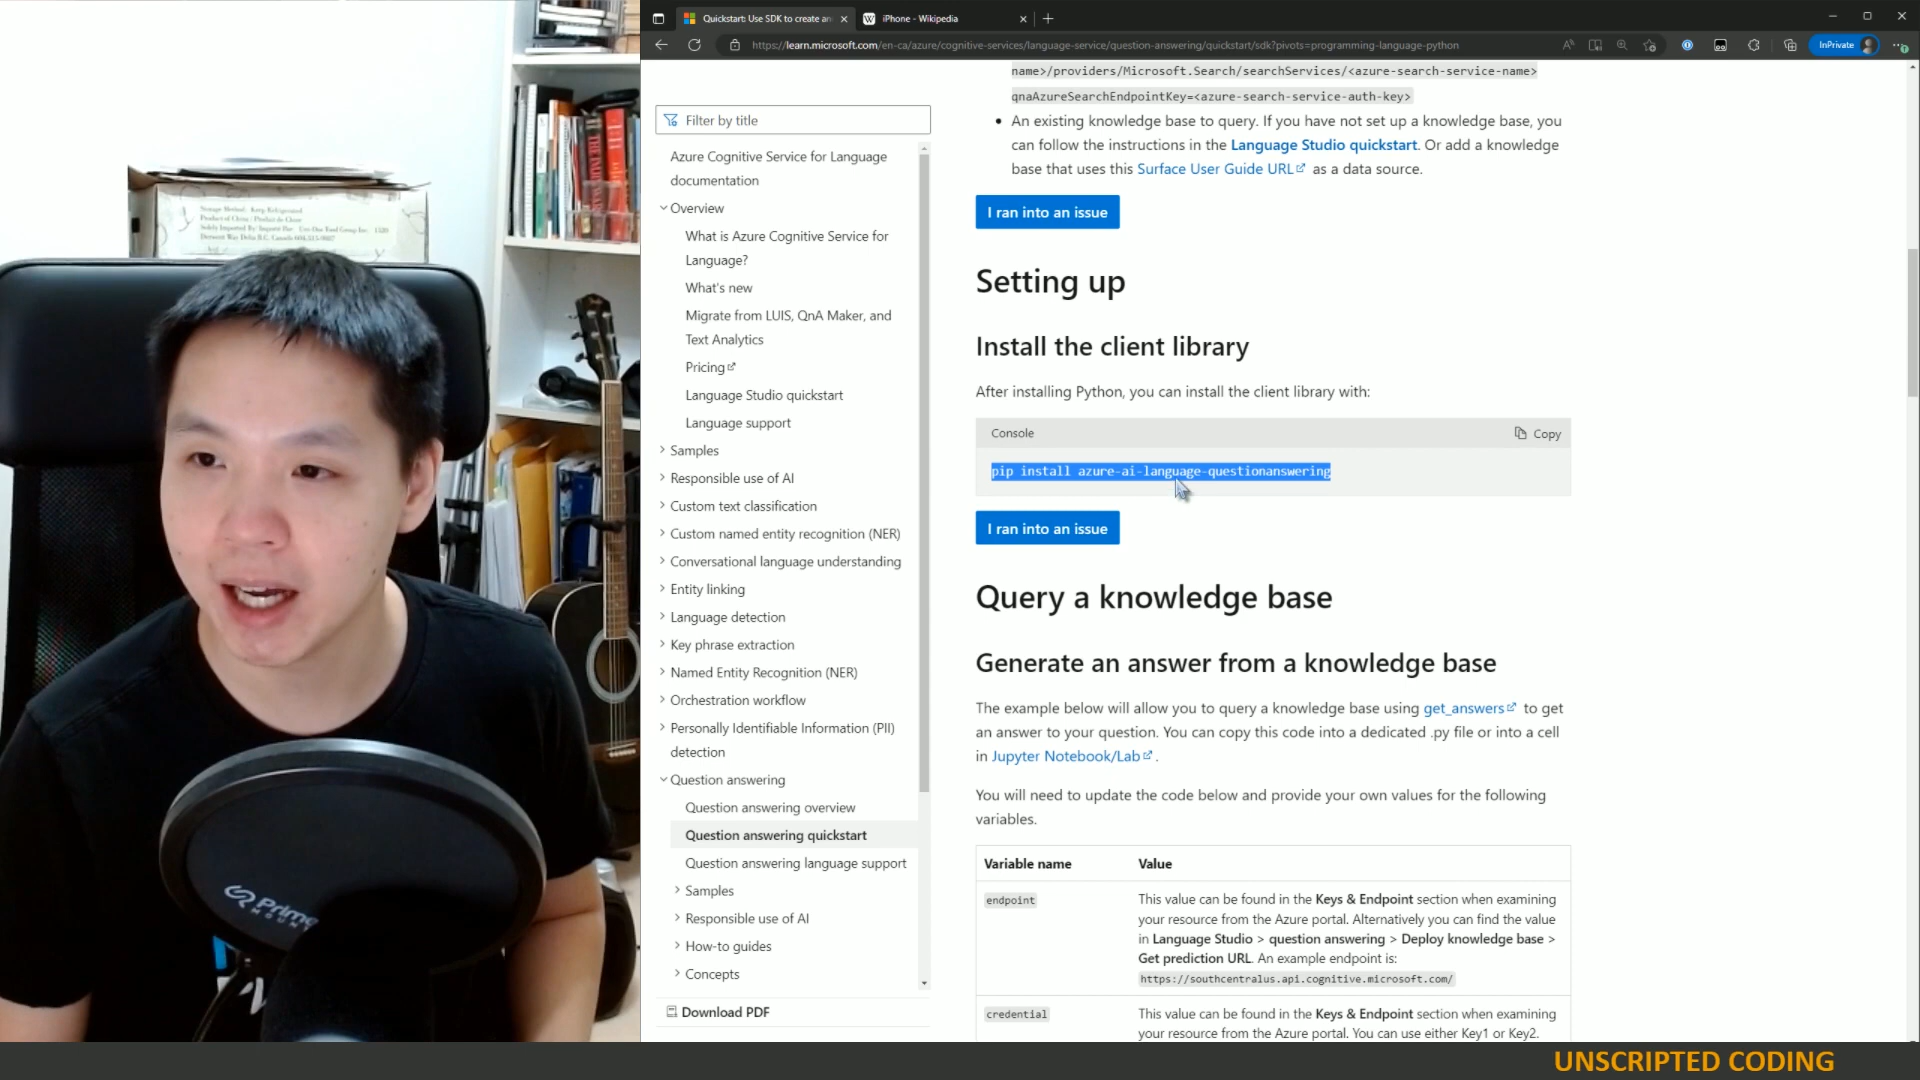 Quickstart: Use SDK to create an
iPhone - Wikipedia
https://learn.microsoft.com/en-ca/azure/cognitive-services/language-service/question-answering/quickstart/sdk?pivots=programming-language-python
InPrivate
Filter by title
Azure Cognitive Service for Language
documentation
Overview
What is Azure Cognitive Service for
Language?
What's new
Migrate from LUIS, QnA Maker, and
Text Analytics
Pricing
Language Studio quickstart
Language support
Samples
Responsible use of AI
Custom text classification
Custom named entity recognition (NER)
Conversational language understanding
Entity linking
Language detection
Key phrase extraction
Named Entity Recognition (NER)
Orchestration workflow
Personally Identifiable Information (PII)
detection
Question answering
Question answering overview
Question answering quickstart
Question answering language support
Samples
Responsible use of AI
How-to guides
Concepts
Download PDF
name>/providers/Microsoft.Search/searchServices/<azure-search-service-name>
qnaAzureSearchEndpointKey=<azure-search-service-auth-key>
An existing knowledge base to query. If you have not set up a knowledge base, you
can follow the instructions in the Language Studio quickstart. Or add a knowledge
base that uses this Surface User Guide URL as a data source.
I ran into an issue
Setting up
Install the client library
After installing Python, you can install the client library with:
Console
Copy
pip install azure-ai-language-questionanswering
I ran into an issue
Query a knowledge base
Generate an answer from a knowledge base
The example below will allow you to query a knowledge base using get_answers to get
an answer to your question. You can copy this code into a dedicated .py file or into a cell
in Jupyter Notebook/Lab.
You will need to update the code below and provide your own values for the following
variables.
Variable name Value
endpoint This value can be found in the Keys & Endpoint section when examining
your resource from the Azure portal. Alternatively you can find the value
in Language Studio > question answering > Deploy knowledge base >
Get prediction URL. An example endpoint is:
https://southcentralus.api.cognitive.microsoft.com/
credential This value can be found in the Keys & Endpoint section when examining
your resource from the Azure portal. You can use either Key1 or Key2.
Storage Method: Keep Refrigerated
Product of China / Produit de Chine
Prime
UNSCRIPTED CODING